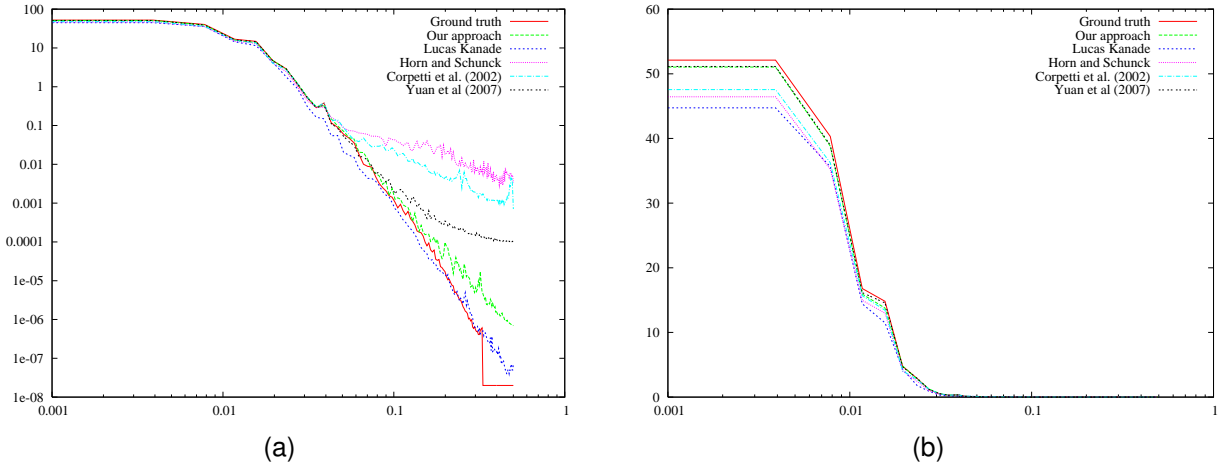 100
10
1
0.1
0.01
0.001
0.0001
1e-05
1e-06
1e-07
1e-08
0.001
0.01
0.1
1
Ground truth
Our approach
Lucas Kanade
Horn and Schunck
Corpetti et al. (2002)
Yuan et al (2007)
(a)
60
50
40
30
20
10
0
0.001
0.01
0.1
1
Ground truth
Our approach
Lucas Kanade
Horn and Schunck
Corpetti et al. (2002)
Yuan et al (2007)
(b)